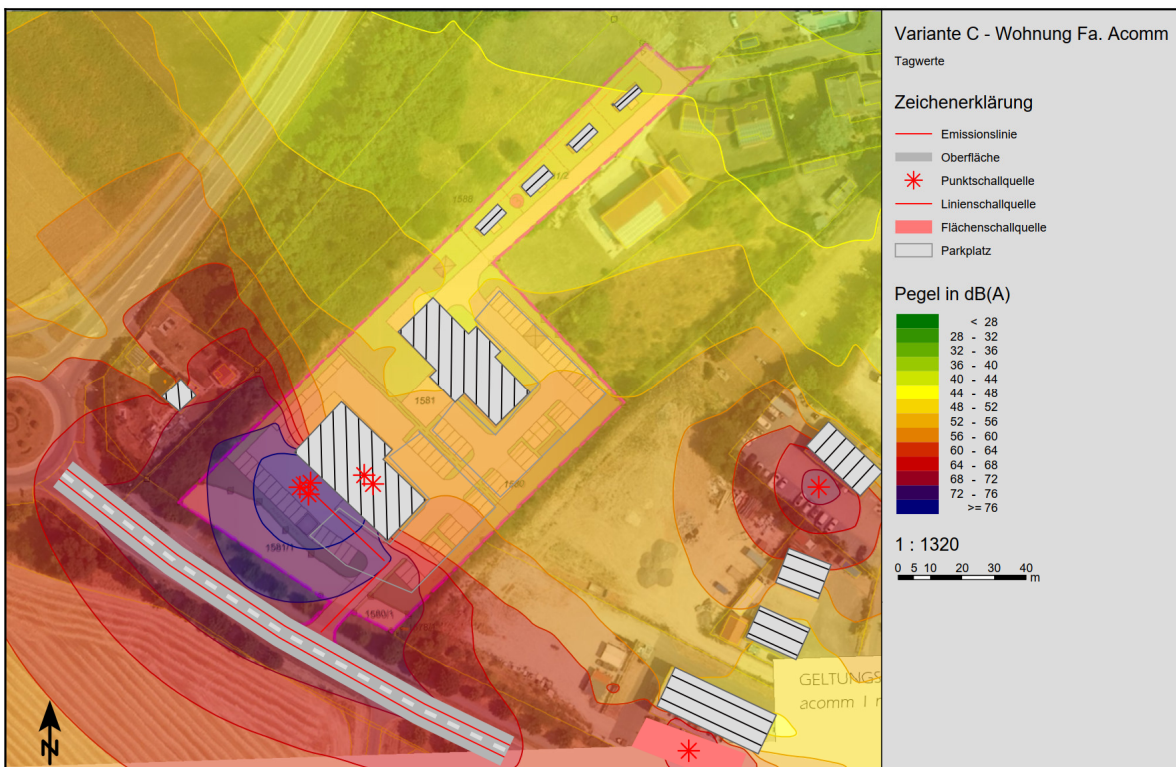 Variante C - Wohnung Fa. Acomm
Tagwerte
Zeichenerklärung
Emissionslinie
Oberfläche
Punktschallquelle
Linienschallquelle
Flächenschallquelle
Parkplatz
Pegel in dB(A)
< 28
28 - 32
32 - 36
36 - 40
40 - 44
44 - 48
48 - 52
52 - 56
56 - 60
60 - 64
64 - 68
68 - 72
72 - 76
>= 76
1 : 1320
0 5 10 20 30 40
m
1588
1581
1680
1581/1
1580/1
GELTUNGS
acomm I
N